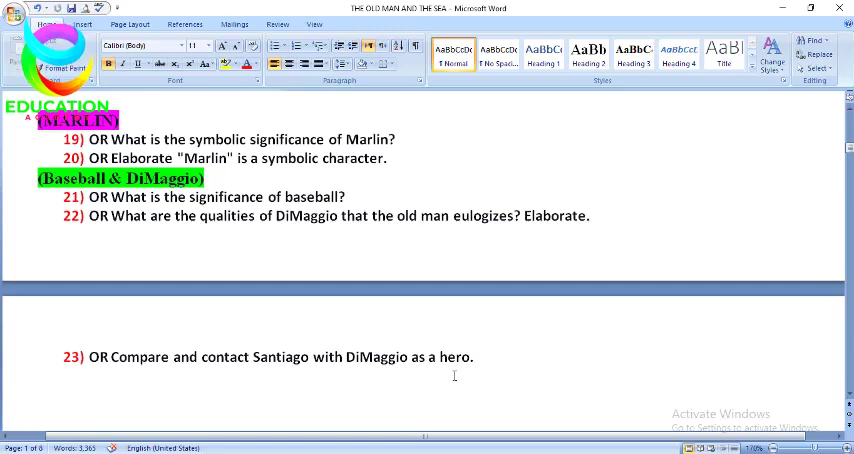 THE OLD MAN AND THE SEA - Microsoft Word
Home Insert Page Layout References Mailings Review View
Calibri (Body) 11
Format Paint
Font Paragraph Styles Editing
AaBbCcDc AaBbCcDc AaBbC AaBb AaBbC AaBbCcL AaBl
¶ Normal ¶ No Spaci... Heading 1 Heading 2 Heading 3 Heading 4 Title
Change Styles
Find
Replace
Select
EDUCATION
(MARLIN)
19) OR What is the symbolic significance of Marlin?
20) OR Elaborate "Marlin" is a symbolic character.
(Baseball & DiMaggio)
21) OR What is the significance of baseball?
22) OR What are the qualities of DiMaggio that the old man eulogizes? Elaborate.
23) OR Compare and contact Santiago with DiMaggio as a hero.
Activate Windows
Go to Settings to activate Windows.
Page: 1 of 8 Words: 3,365 English (United States) 170%